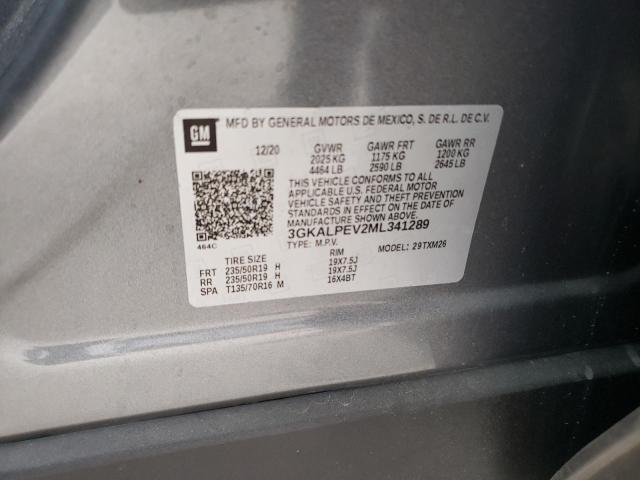 GM
MFD BY GENERAL MOTORS DE MEXICO, S. DE R.L. DE C.V.
12/20 GVWR GAWR FRT GAWR RR
2025 KG 1175 KG 1200 KG
4464 LB 2590 LB 2645 LB
THIS VEHICLE CONFORMS TO ALL
APPLICABLE U.S. FEDERAL MOTOR
VEHICLE SAFETY AND THEFT PREVENTION
STANDARDS IN EFFECT ON THE DATE OF
MANUFACTURE SHOWN ABOVE.
3GKALPEV2ML341289
464C
TYPE: M.P.V. MODEL: 29TXM26
TIRE SIZE RIM
FRT 235/50R19 H 19X7.5J
RR 235/50R19 H 19X7.5J
SPA T135/70R16 M 16X4BT